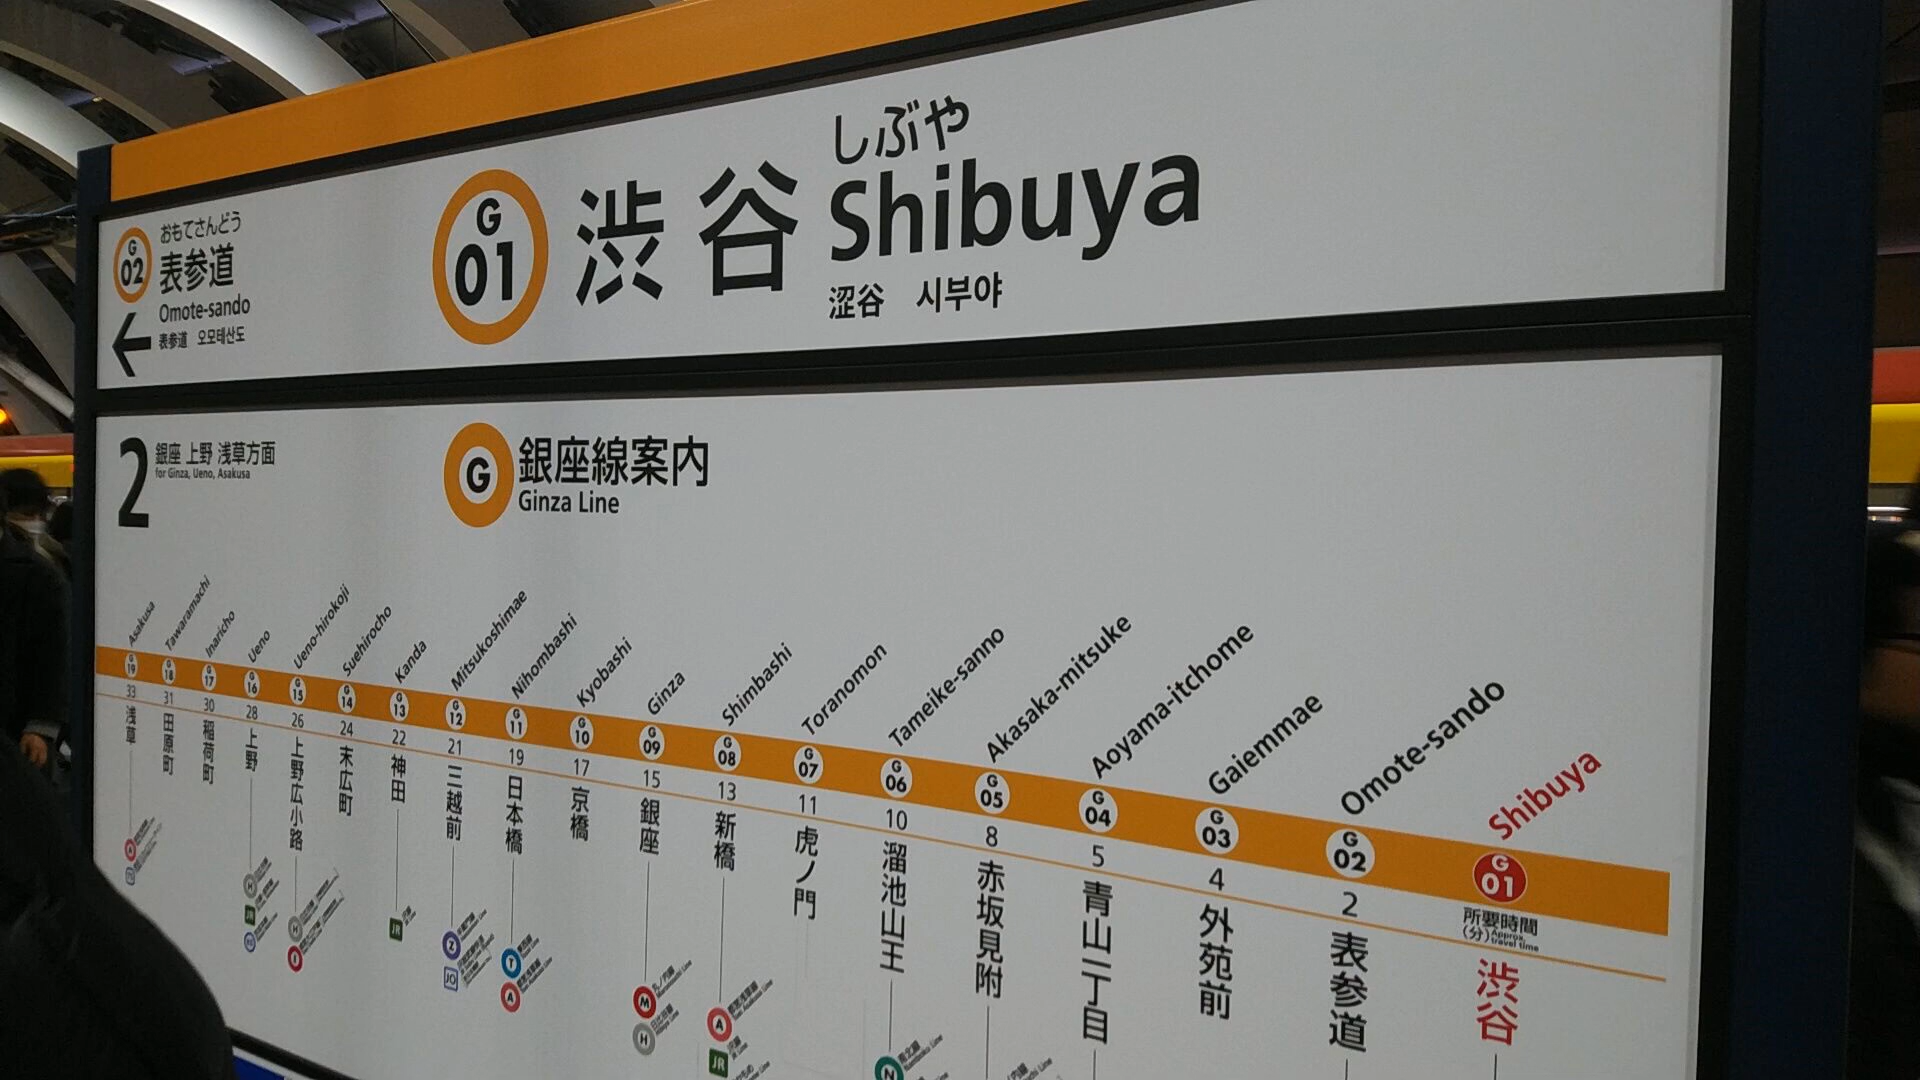 しぶや
G
01
渋谷
Shibuya
澀谷 시부야
G
02
おもてさんどう
表参道
Omote-sando
表参道 오모테산도
2
銀座 上野 浅草方面
for Ginza, Ueno, Asakusa
G
銀座線案内
Ginza Line
Asakusa
Tawaramachi
Inaricho
Ueno
Ueno-hirokoji
Suehirocho
Kanda
Mitsukoshimae
Nihombashi
Kyobashi
Ginza
Shimbashi
Toranomon
Tameike-sanno
Akasaka-mitsuke
Aoyama-itchome
Gaiemmae
Omote-sando
Shibuya
G 19
G 18
G 17
G 16
G 15
G 14
G 13
G 12
G 11
G 10
G 09
G 08
G 07
G 06
G 05
G 04
G 03
G 02
G 01
33
31
30
28
26
24
22
21
19
17
15
13
11
10
8
5
4
2
所要時間
(分) Approx. travel time
浅草
田原町
稲荷町
上野
上野広小路
末広町
神田
三越前
日本橋
京橋
銀座
新橋
虎ノ門
溜池山王
赤坂見附
青山一丁目
外苑前
表参道
渋谷
A
H
JR
H
JR
Z
JO
T
A
M
H
A
JR
N